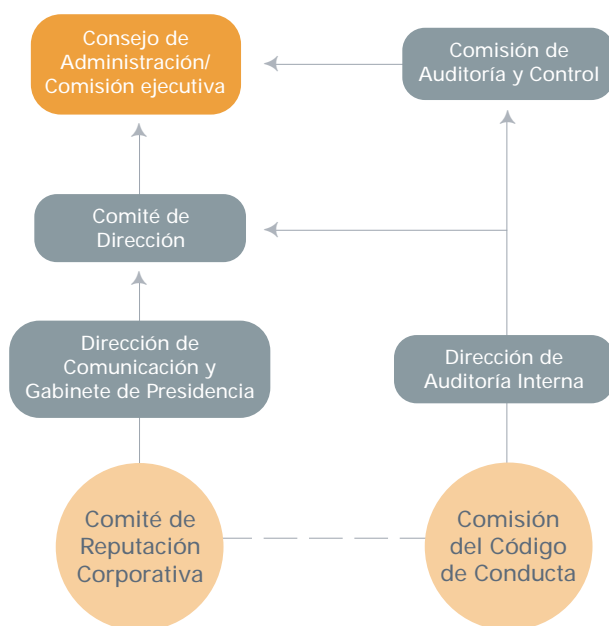 Consejo de
Administración/
Comisión ejecutiva
Comisión de
Auditoría y Control
Comité de
Dirección
Dirección de
Comunicación y
Gabinete de Presidencia
Dirección de
Auditoría Interna
Comité de
Reputación
Corporativa
Comisión
del Código
de Conducta